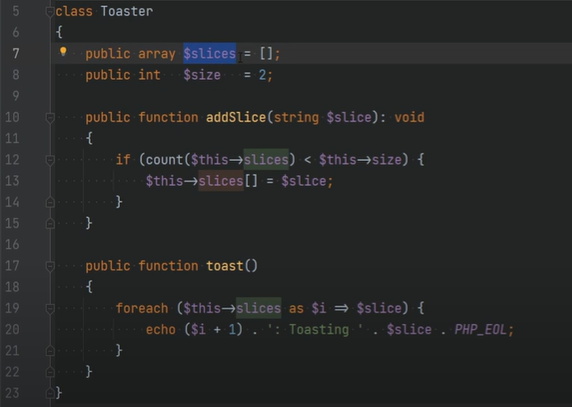 5 class Toaster
6 {
7 public array $slices = [];
8 public int $size = 2;
9
10 public function addSlice(string $slice): void
11 {
12 if (count($this->slices) < $this->size) {
13 $this->slices[] = $slice;
14 }
15 }
16
17 public function toast()
18 {
19 foreach ($this->slices as $i => $slice) {
20 echo ($i + 1) . ': Toasting ' . $slice . PHP_EOL;
21 }
22 }
23 }